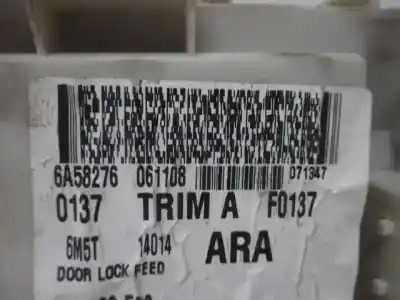 6A58276 061108 071347
0137 TRIM A F0137
6M5T 14014 ARA
DOOR LOCK FEED